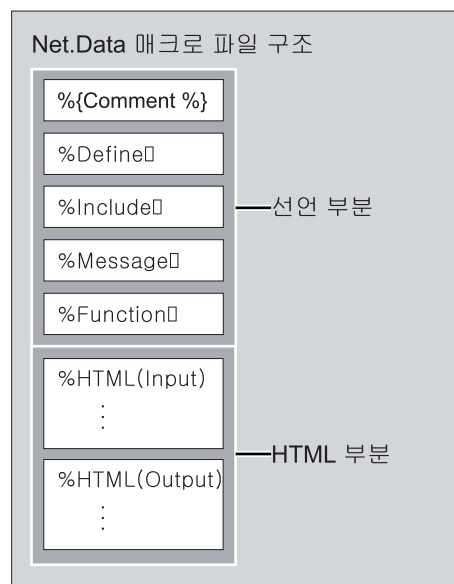 Net.Data 매크로 파일 구조
%{Comment %}
%Define
%Include
%Message
%Function
선언 부분
%HTML(Input)
⋮
%HTML(Output)
⋮
HTML 부분